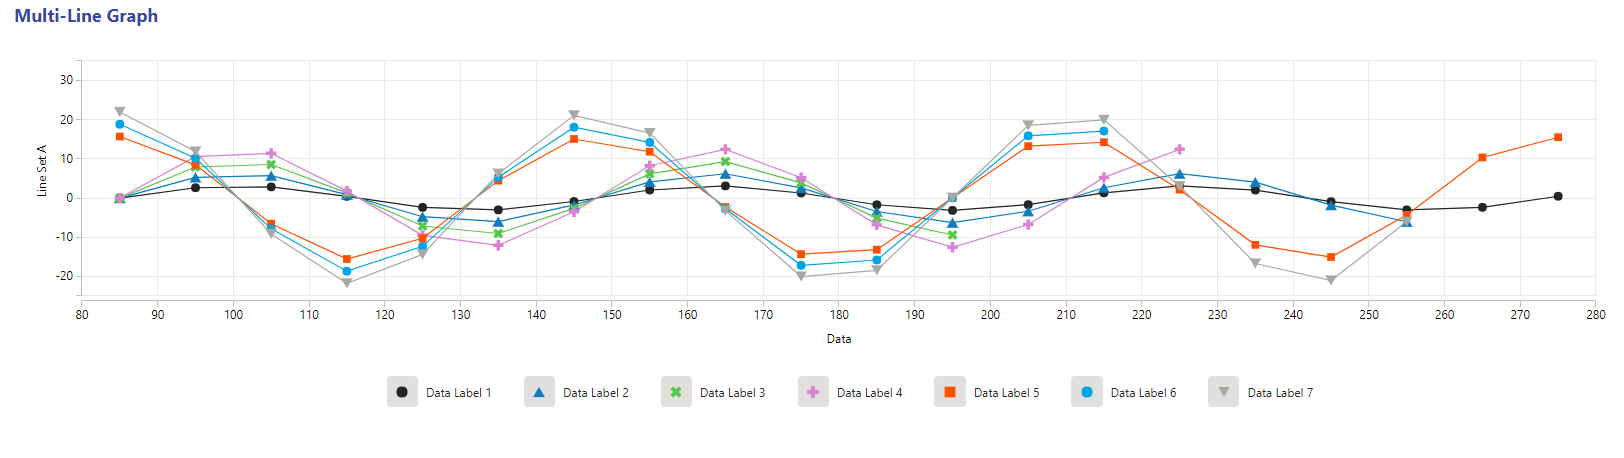 Multi-Line Graph
Line Set A
30
20
10
0
-10
-20
80 90 100 110 120 130 140 150 160 170 180 190 200 210 220 230 240 250 260 270 280
Data
Data Label 1 Data Label 2 Data Label 3 Data Label 4 Data Label 5 Data Label 6 Data Label 7